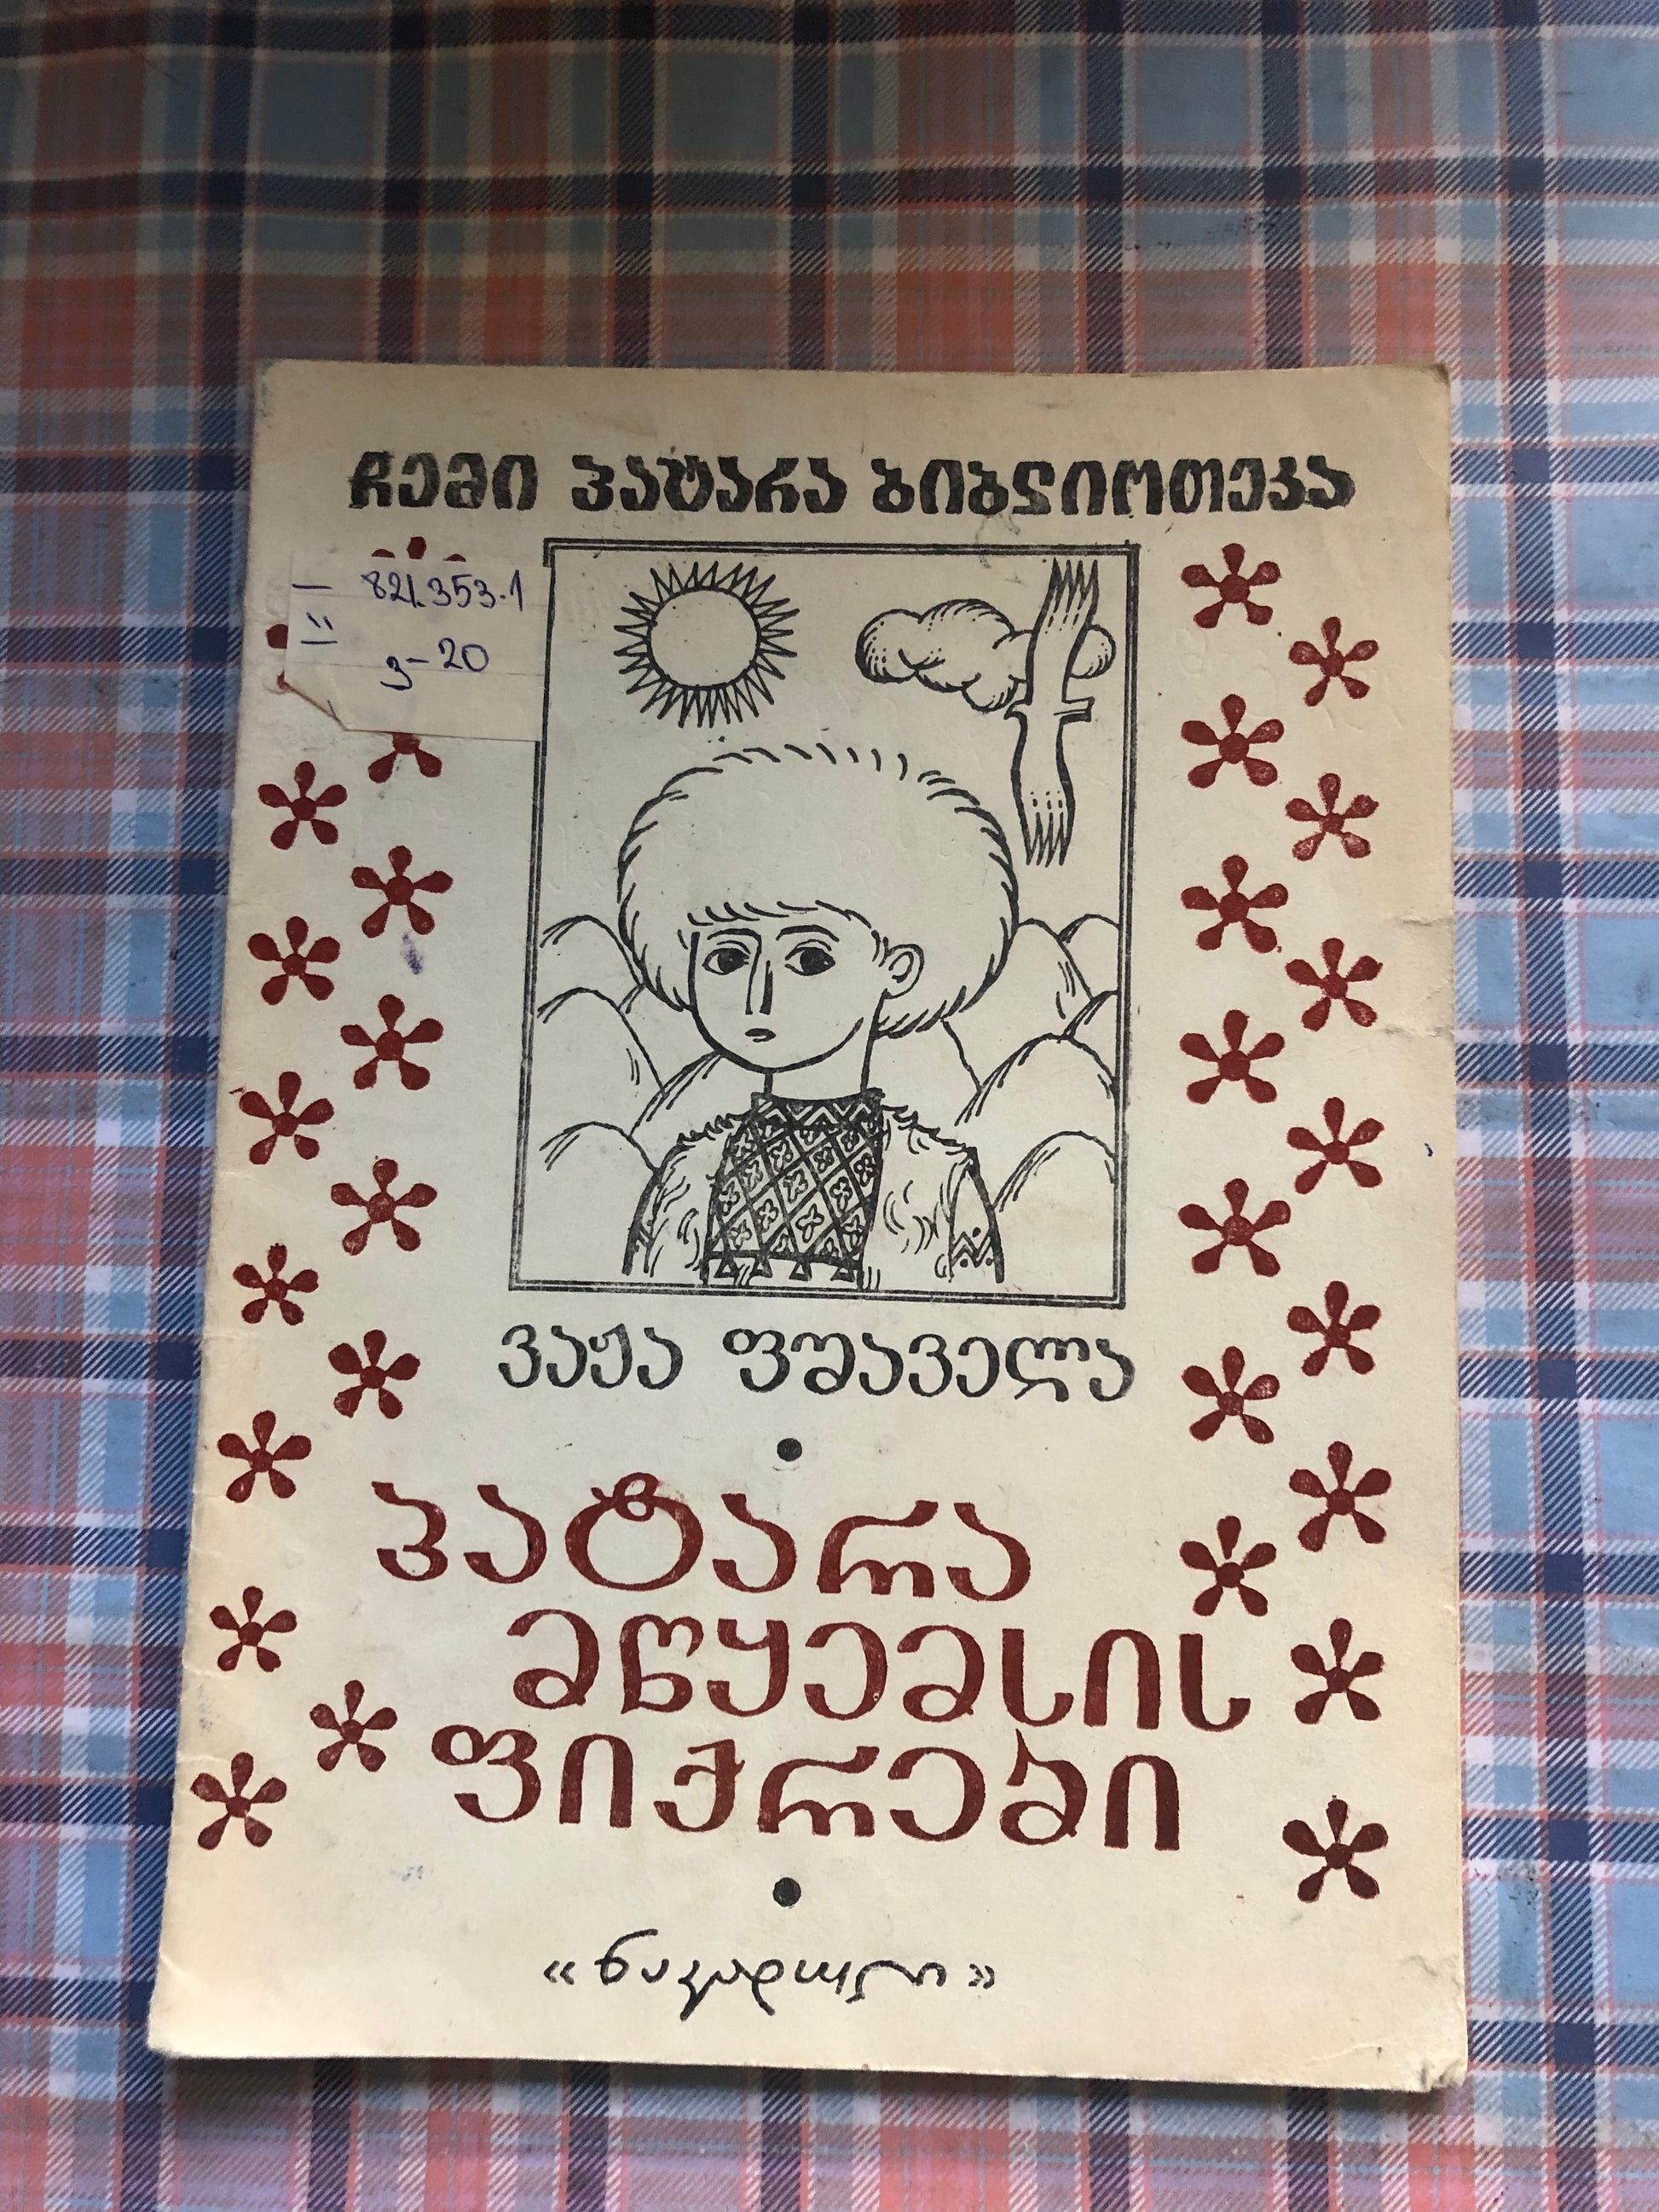 ჩემი პატარა ბიბლიოთეკა
821.353.1
ვ-20
ვაჟა ფშაველა
პატარა
მწყემსის
ფიქრები
«ნაკადული»